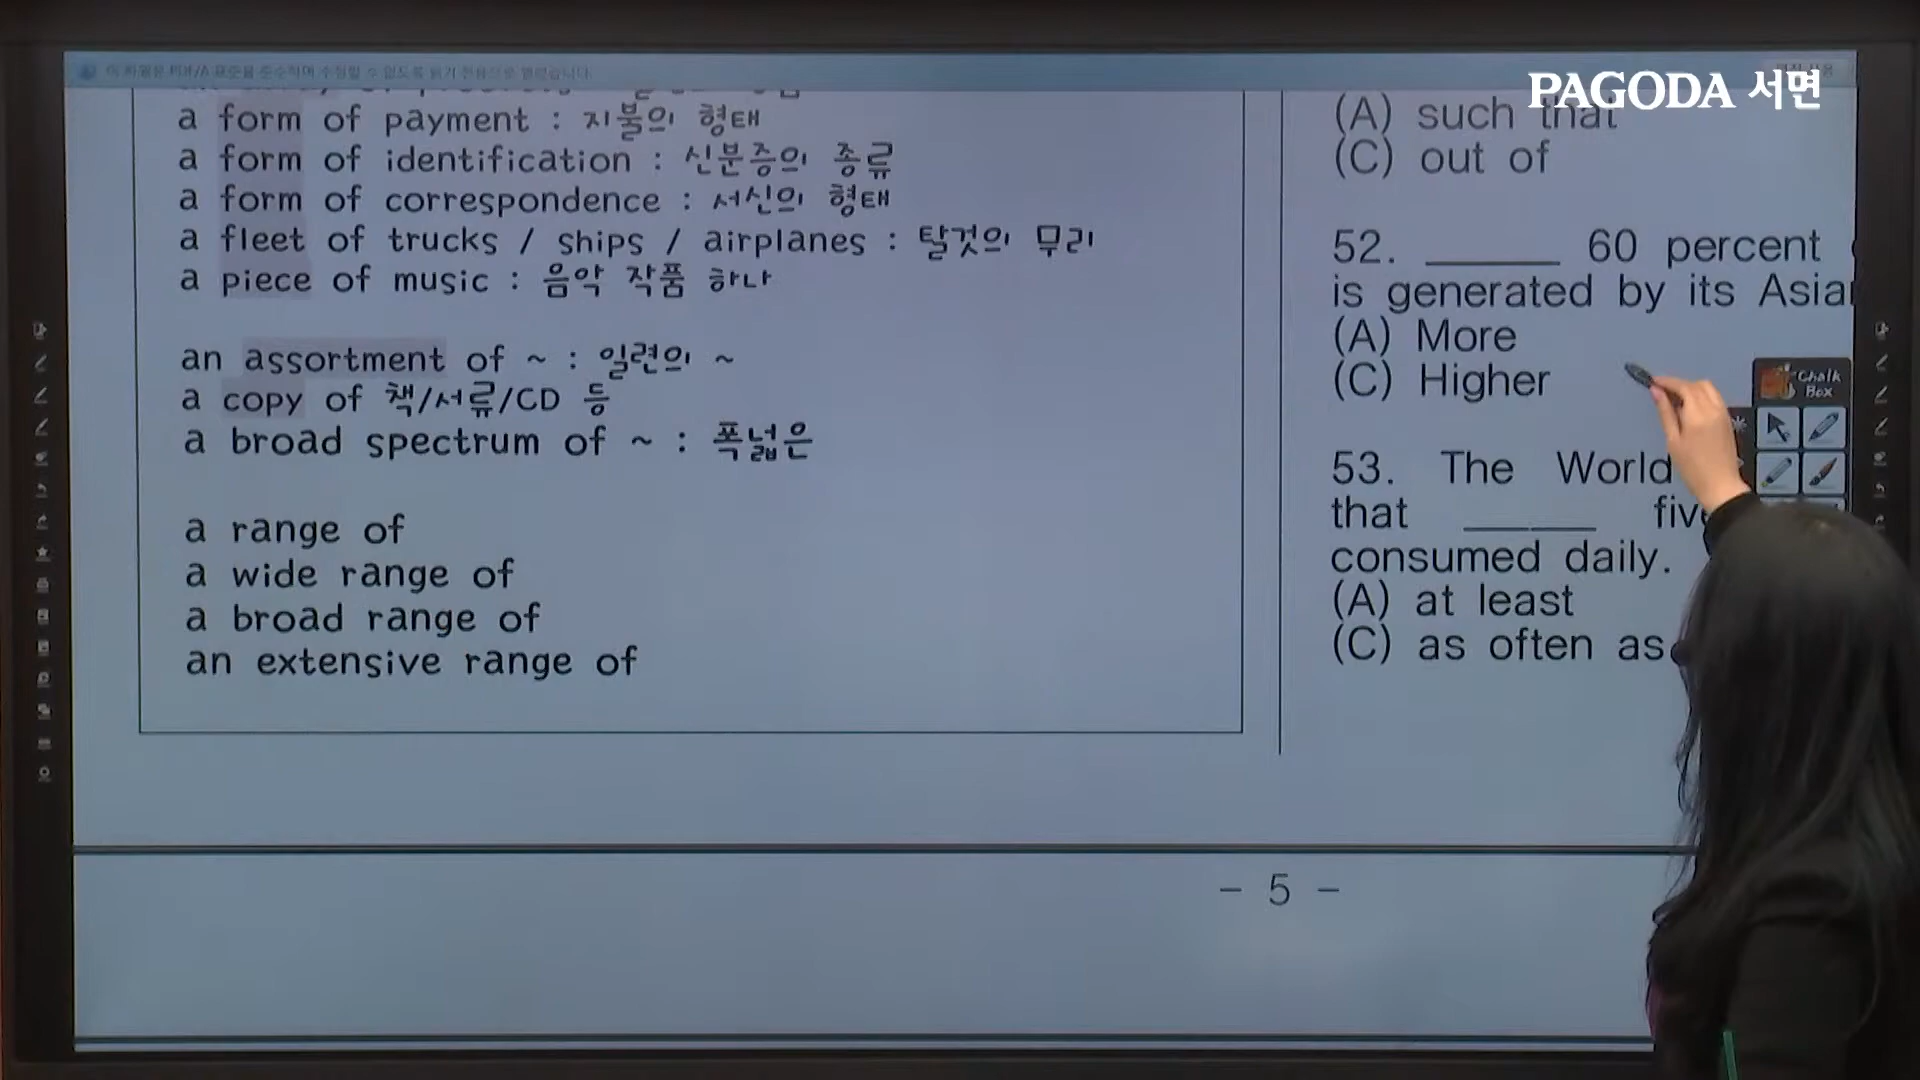 PAGODA 서면
a form of payment : 지불의 형태
a form of identification : 신분증의 종류
a form of correspondence : 서신의 형태
a fleet of trucks / ships / airplanes : 탈것의 무리
a piece of music : 음악 작품 하나
an assortment of ~ : 일련의 ~
a copy of 책/서류/CD 등
a broad spectrum of ~ : 폭넓은
a range of
a wide range of
a broad range of
an extensive range of
(A) such that
(C) out of
52. ______ 60 percent
is generated by its
(A) More
(C) Higher
53. The World
that ______
consumed daily.
(A) at least
(C) as often as
Chalk
Box
- 5 -